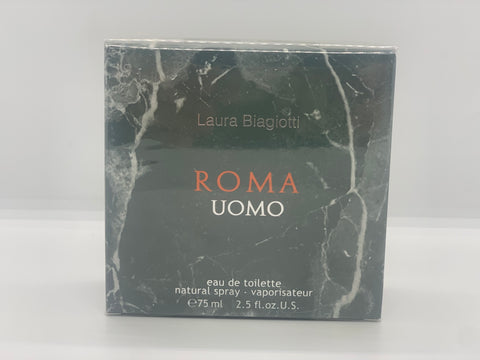 Laura Biagiotti
ROMA
UOMO
eau de toilette
natural spray - vaporisateur
℮75 ml 2.5 fl.oz.U.S.